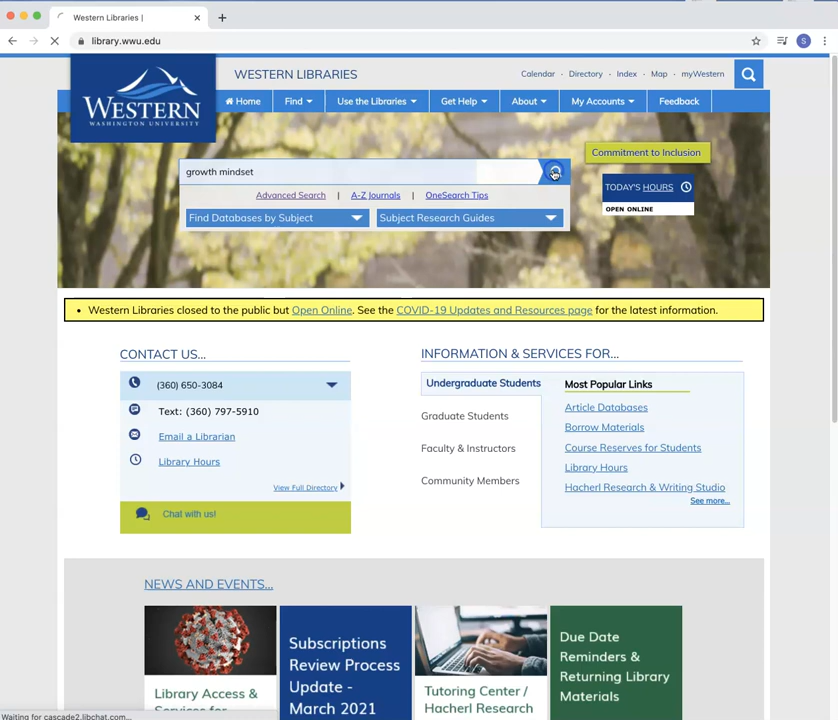 Western Libraries |
library.wwu.edu
S
WESTERN LIBRARIES
Calendar · Directory · Index · Map · myWestern
WESTERN
WASHINGTON UNIVERSITY
Home
Find
Use the Libraries
Get Help
About
My Accounts
Feedback
growth mindset
Commitment to Inclusion
Advanced Search | A-Z Journals | OneSearch Tips
TODAY'S HOURS
OPEN ONLINE
Find Databases by Subject
Subject Research Guides
• Western Libraries closed to the public but Open Online. See the COVID-19 Updates and Resources page for the latest information.
CONTACT US...
(360) 650-3084
Text: (360) 797-5910
Email a Librarian
Library Hours
View Full Directory
Chat with us!
INFORMATION & SERVICES FOR...
Undergraduate Students
Graduate Students
Faculty & Instructors
Community Members
Most Popular Links
Article Databases
Borrow Materials
Course Reserves for Students
Library Hours
Hacherl Research & Writing Studio
See more...
NEWS AND EVENTS...
Library Access &
Services for
Subscriptions
Review Process
Update -
March 2021
Tutoring Center /
Hacherl Research
Due Date
Reminders &
Returning Library
Materials
Waiting for cascade2.libchat.com...